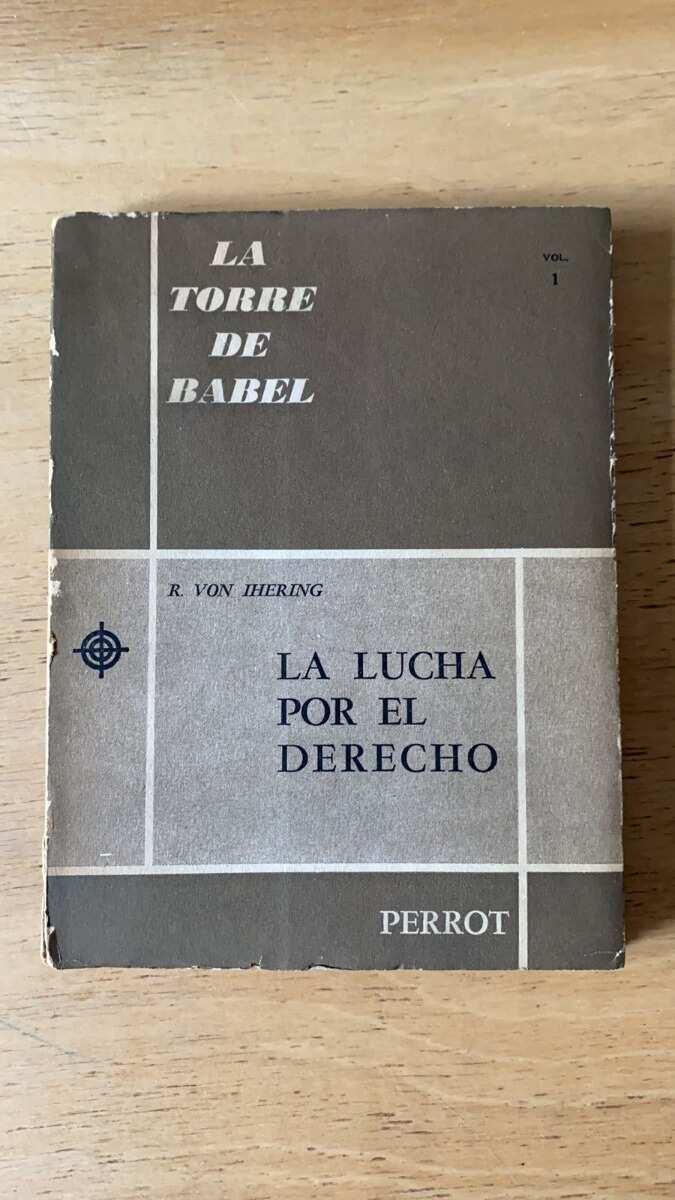 LA
TORRE
DE
BABEL
VOL.
1
R. VON IHERING
LA LUCHA
POR EL
DERECHO
PERROT